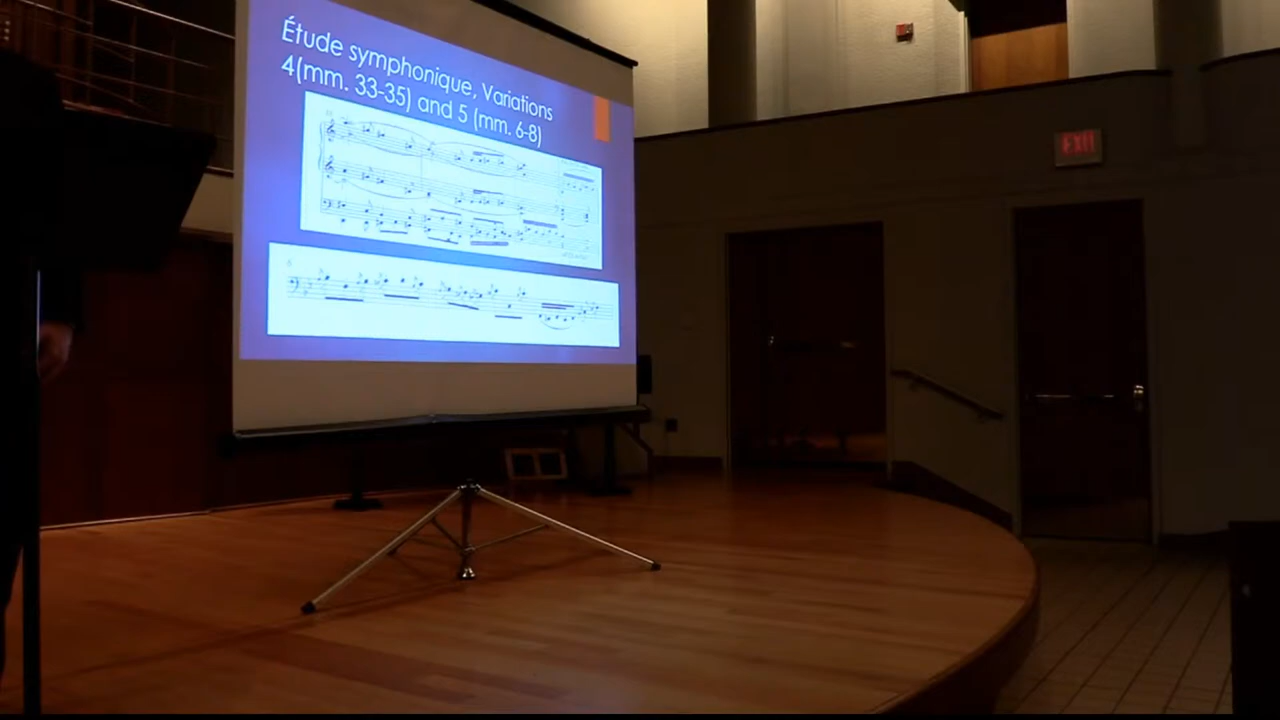 Étude symphonique, Variations
4(mm. 33-35) and 5 (mm. 6-8)
EXIT